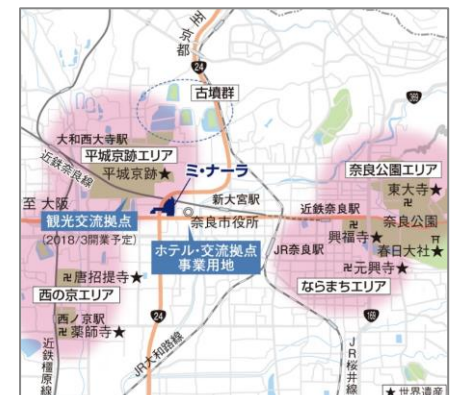 至
京都
24
古墳群
169
大和西大寺駅
平城京跡エリア
ミ・ナーラ
近鉄奈良線
平城京跡★
奈良公園エリア
東大寺★
新大宮駅
近鉄奈良駅
至 大阪
観光交流拠点
(2018/3開業予定)
奈良市役所
奈良公園
興福寺★
卍
ホテル・交流拠点
事業用地
JR奈良駅
春日大社★
卍唐招提寺★
卍元興寺★
西の京エリア
ならまちエリア
西ノ京駅
卍薬師寺★
24
169
JR大和路線
近鉄橿原線
JR桜井線
★世界遺産